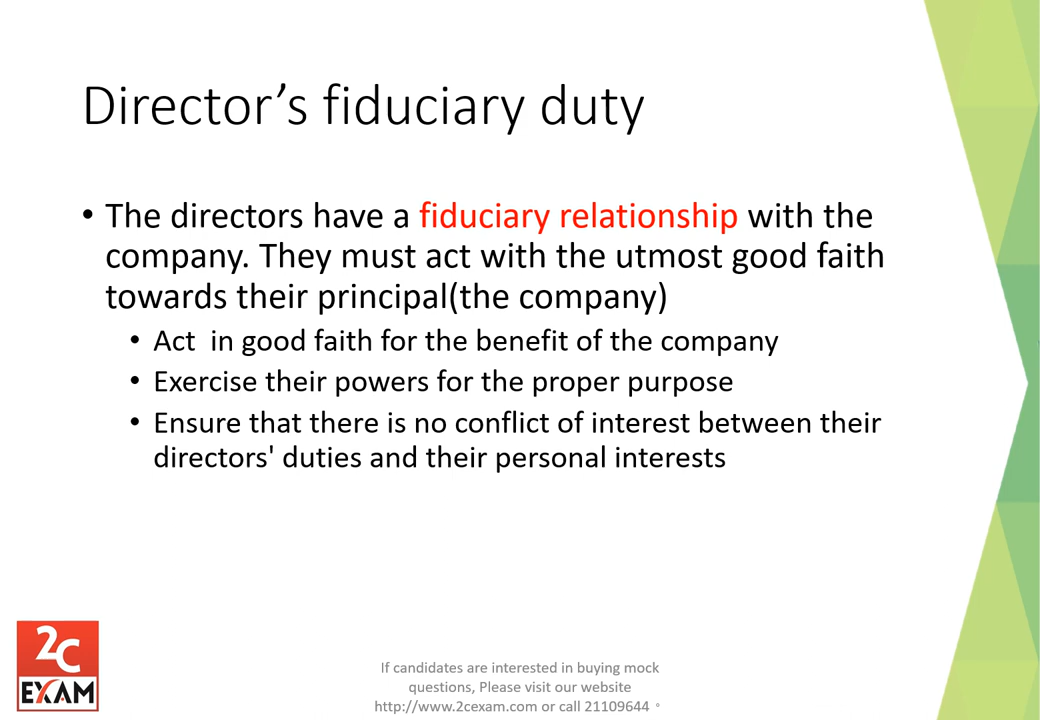 Director’s fiduciary duty
• The directors have a fiduciary relationship with the
company. They must act with the utmost good faith
towards their principal(the company)
• Act  in good faith for the benefit of the company
• Exercise their powers for the proper purpose
• Ensure that there is no conflict of interest between their
directors' duties and their personal interests
2C
EXAM
If candidates are interested in buying mock
questions, Please visit our website
http://www.2cexam.com or call 21109644 。